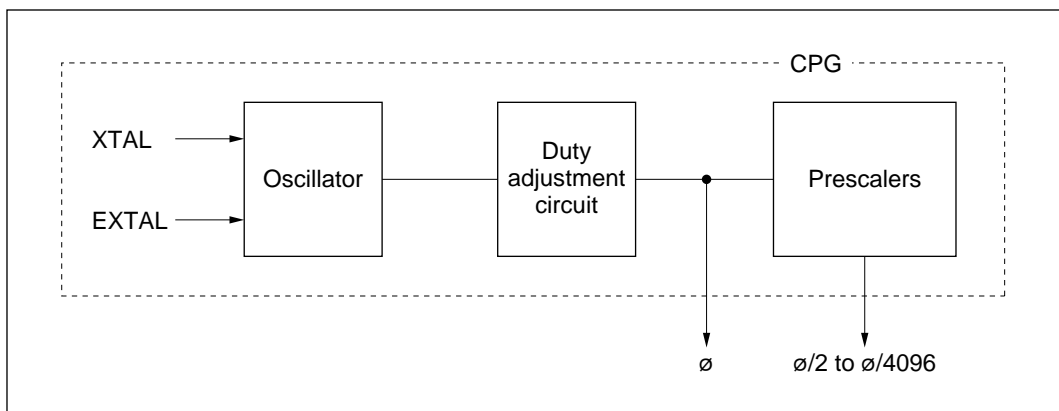 CPG
XTAL
EXTAL
Oscillator
Duty
adjustment
circuit
Prescalers
ø
ø/2 to ø/4096